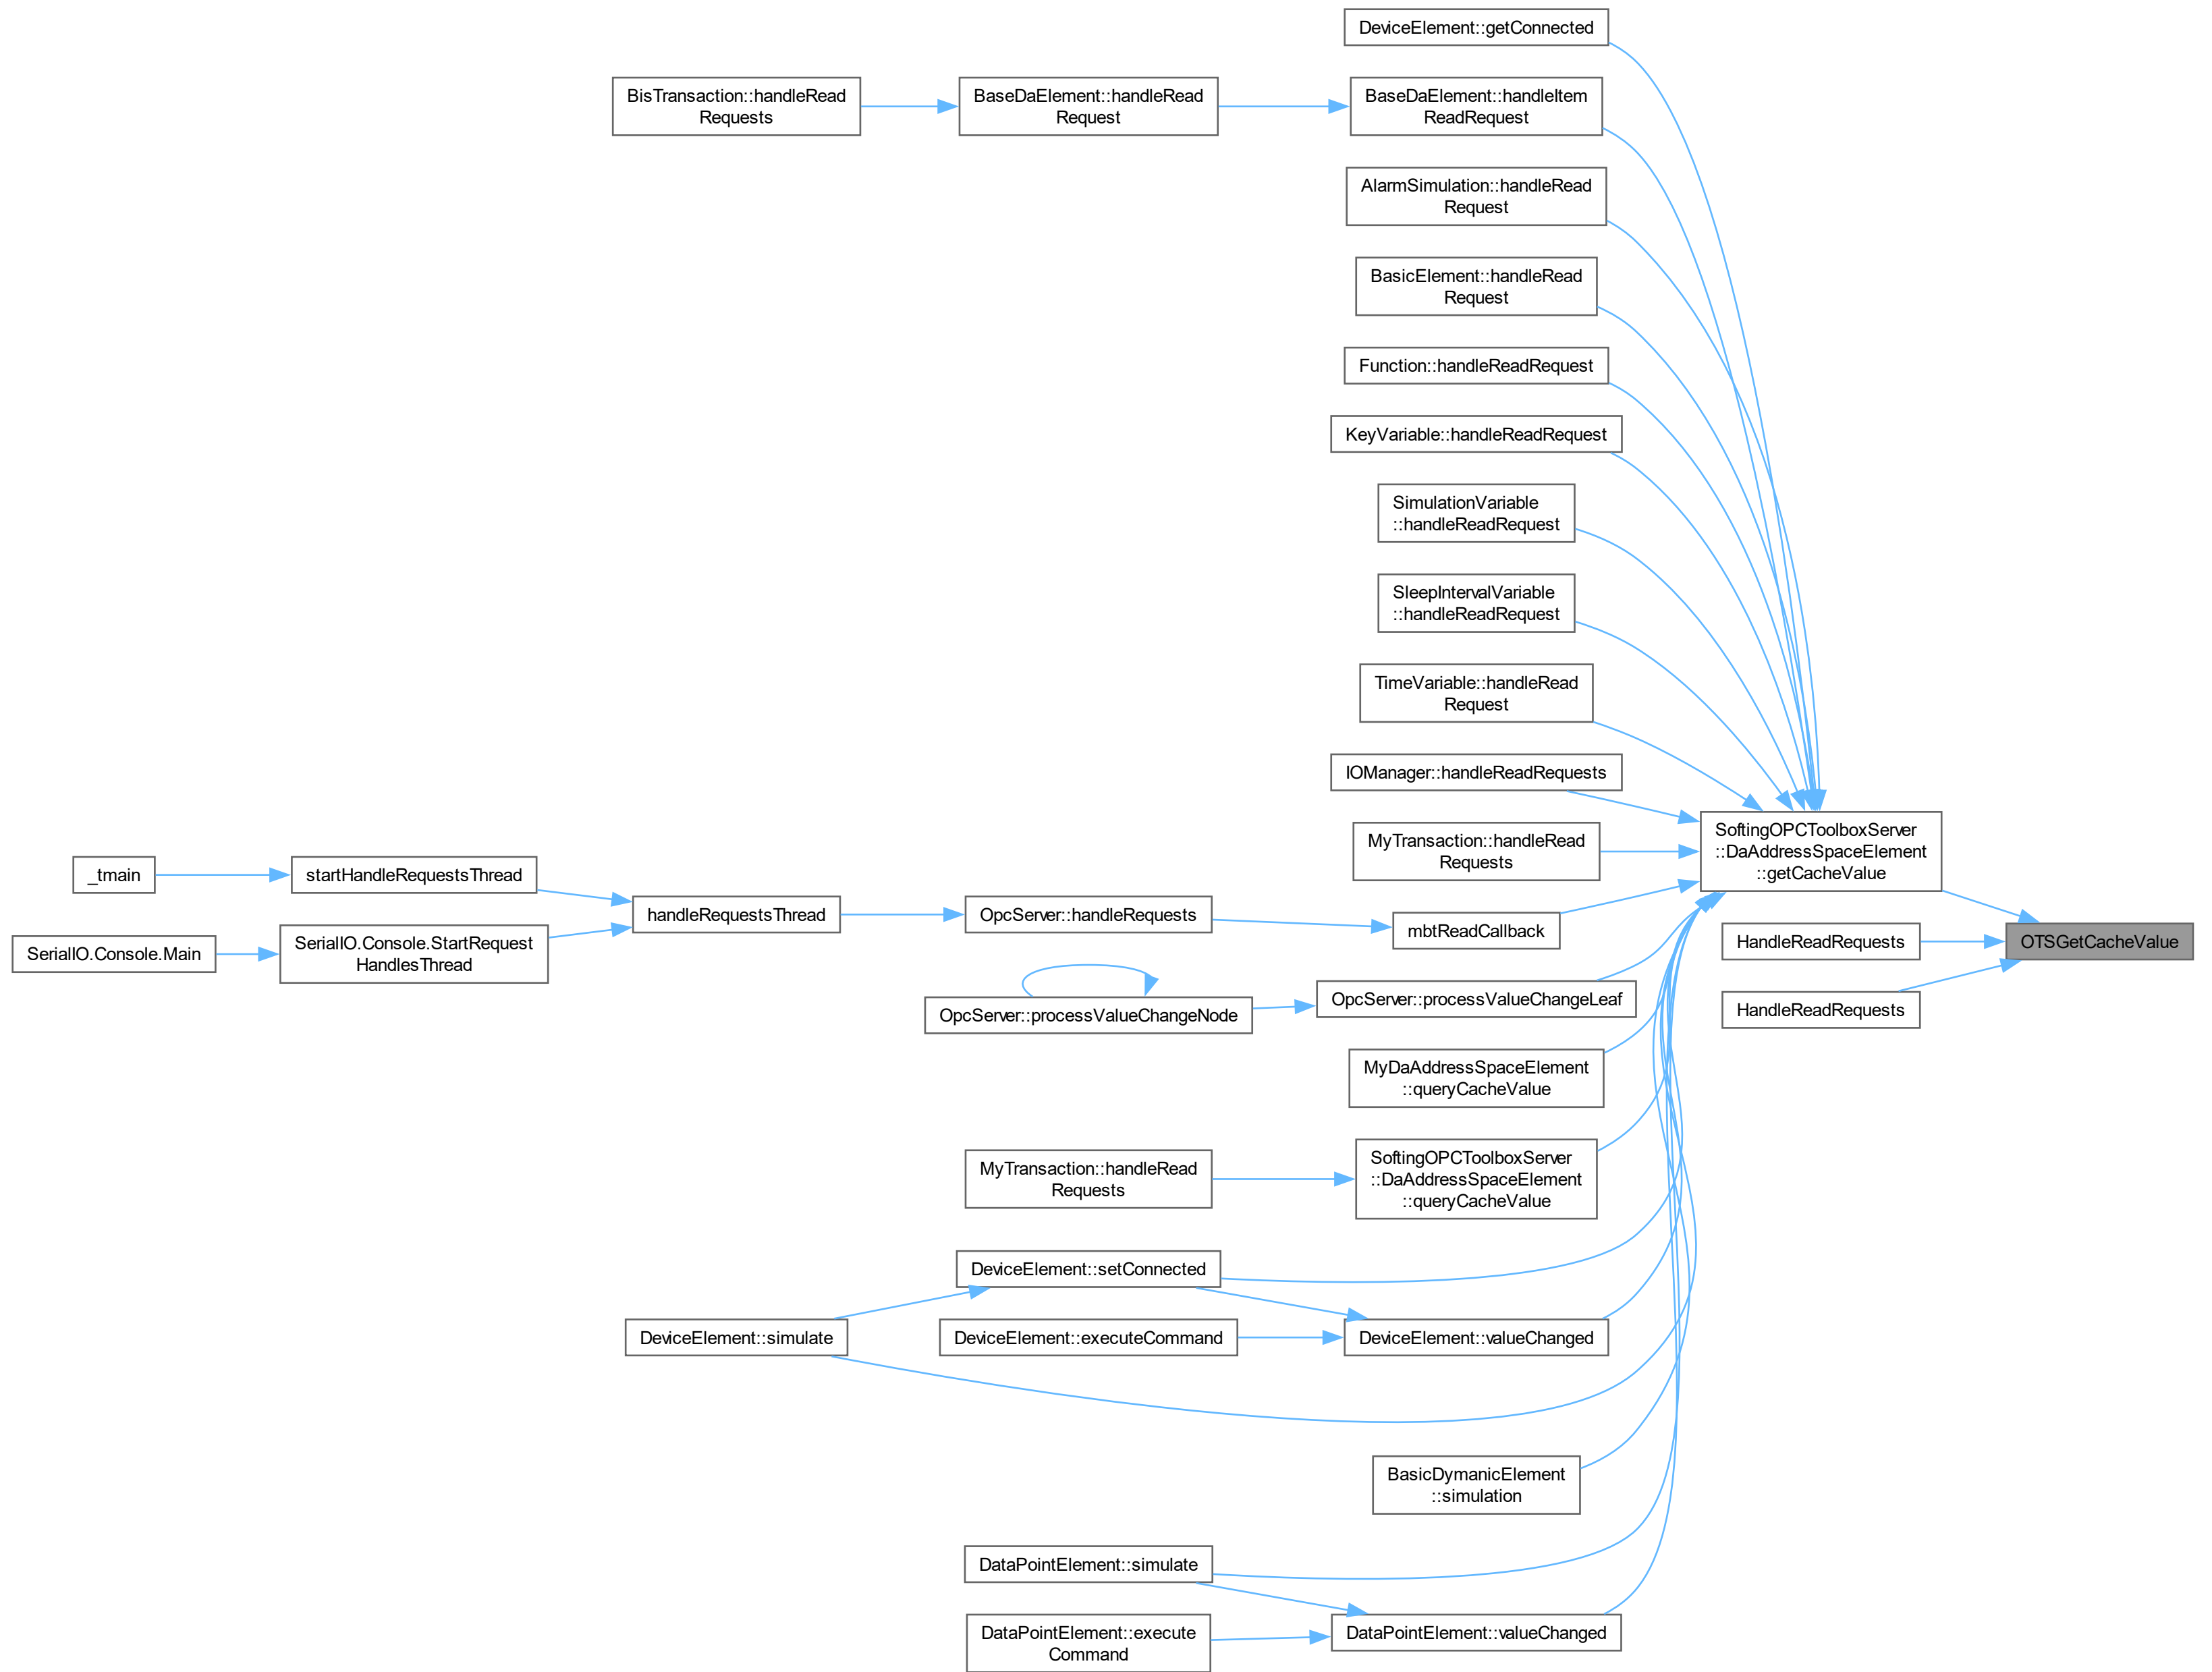 DeviceElement::getConnected
BisTransaction::handleRead
Requests
BaseDaElement::handleRead
Request
BaseDaElement::handleItem
ReadRequest
AlarmSimulation::handleRead
Request
BasicElement::handleRead
Request
Function::handleReadRequest
KeyVariable::handleReadRequest
SimulationVariable
::handleReadRequest
SleepIntervalVariable
::handleReadRequest
TimeVariable::handleRead
Request
IOManager::handleReadRequests
MyTransaction::handleRead
Requests
SoftingOPCToolboxServer
::DaAddressSpaceElement
::getCacheValue
_tmain
startHandleRequestsThread
handleRequestsThread
OpcServer::handleRequests
mbtReadCallback
SerialIO.Console.Main
SerialIO.Console.StartRequest
HandlesThread
HandleReadRequests
OTSGetCacheValue
HandleReadRequests
OpcServer::processValueChangeNode
OpcServer::processValueChangeLeaf
MyDaAddressSpaceElement
::queryCacheValue
MyTransaction::handleRead
Requests
SoftingOPCToolboxServer
::DaAddressSpaceElement
::queryCacheValue
DeviceElement::setConnected
DeviceElement::simulate
DeviceElement::executeCommand
DeviceElement::valueChanged
BasicDymanicElement
::simulation
DataPointElement::simulate
DataPointElement::execute
Command
DataPointElement::valueChanged